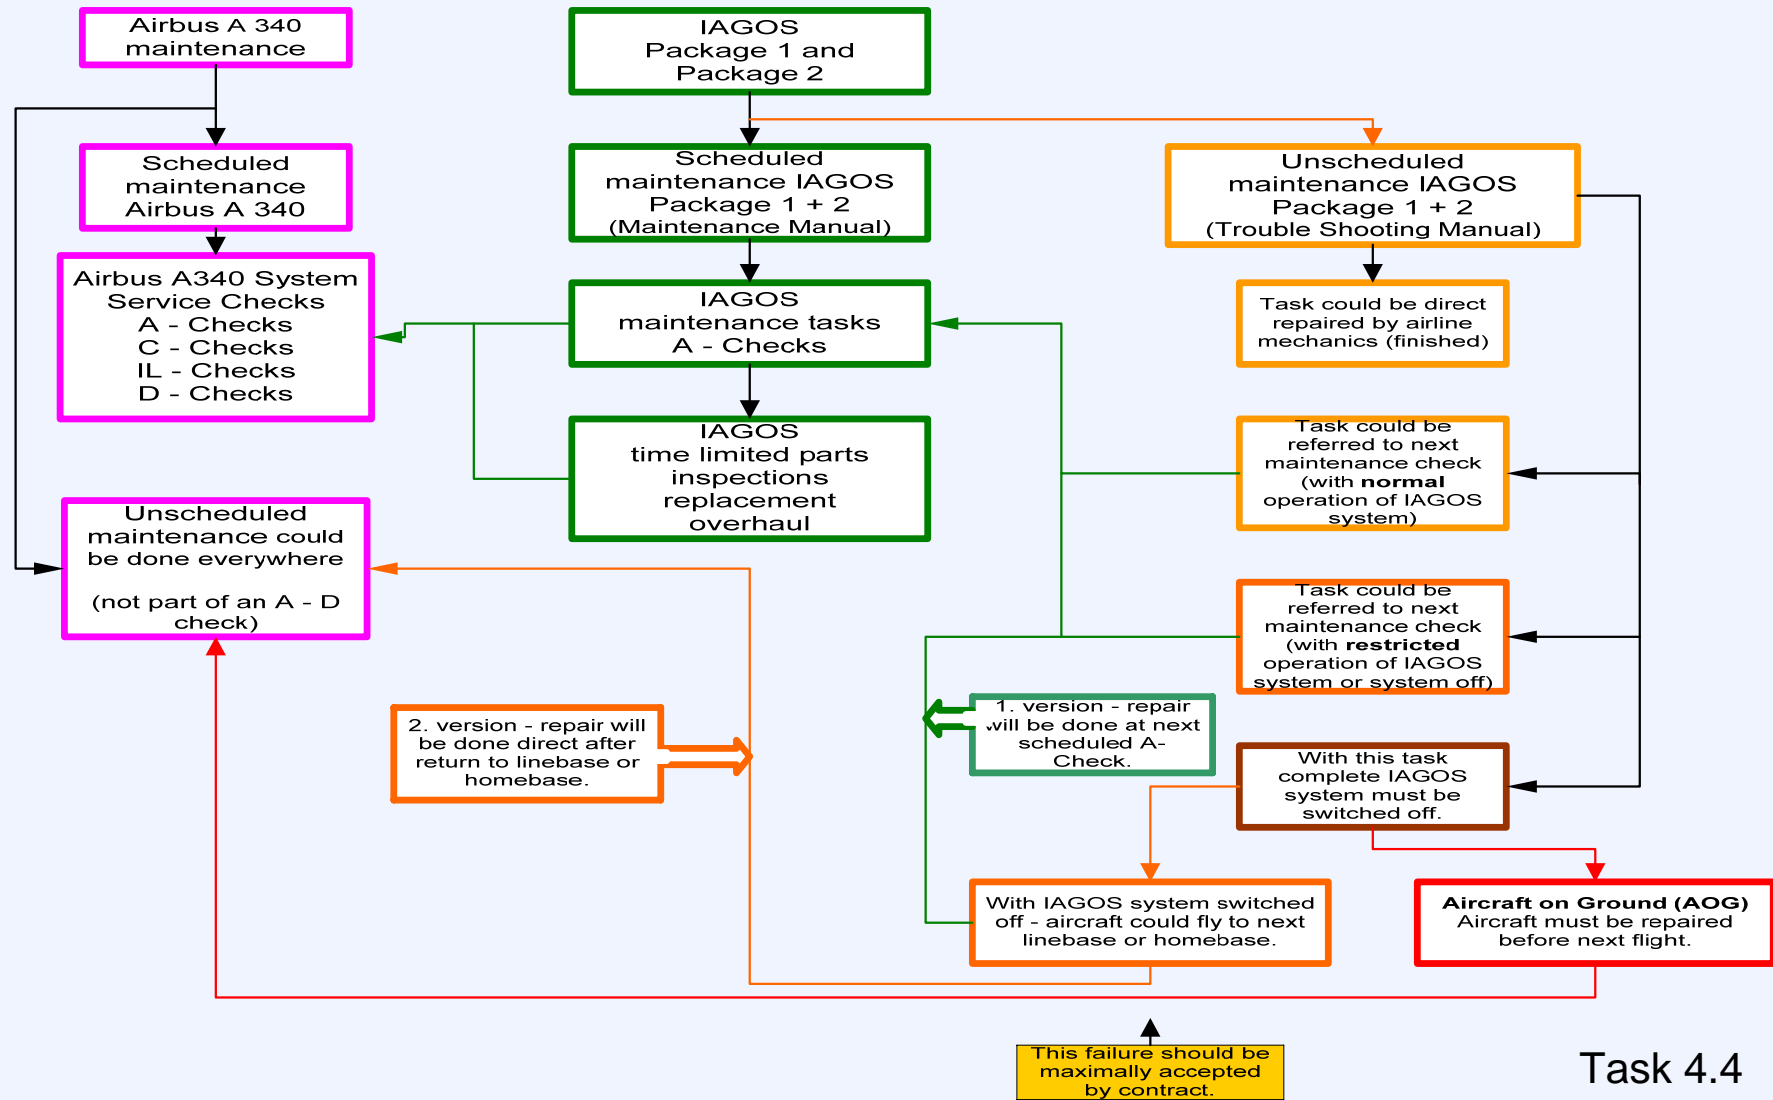 Airbus A 340
maintenance
IAGOS
Package 1 and
Package 2
Scheduled
maintenance
Airbus A 340
Scheduled
maintenance IAGOS
Package 1 + 2
(Maintenance Manual)
Unscheduled
maintenance IAGOS
Package 1 + 2
(Trouble Shooting Manual)
Airbus A340 System
Service Checks
A - Checks
C - Checks
IL - Checks
D - Checks
IAGOS
maintenance tasks
A - Checks
Task could be direct
repaired by airline
mechanics (finished)
IAGOS
time limited parts
inspections
replacement
overhaul
Task could be
referred to next
maintenance check
(with normal
operation of IAGOS
system)
Unscheduled
maintenance could
be done everywhere
(not part of an A - D
check)
Task could be
referred to next
maintenance check
(with restricted
operation of IAGOS
system or system off)
2. version - repair will
be done direct after
return to linebase or
homebase.
1. version - repair
will be done at next
scheduled A-
Check.
With this task
complete IAGOS
system must be
switched off.
With IAGOS system switched
off - aircraft could fly to next
linebase or homebase.
Aircraft on Ground (AOG)
Aircraft must be repaired
before next flight.
This failure should be
maximally accepted
by contract.
Task 4.4